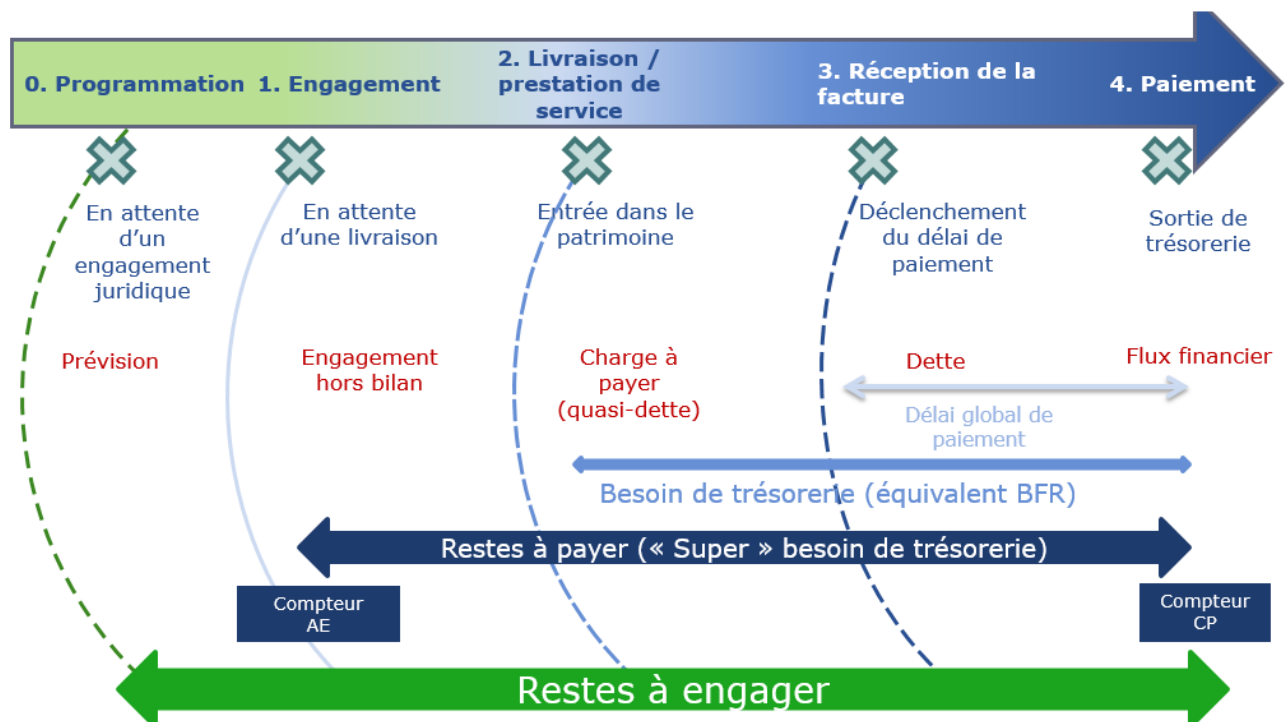 0. Programmation
1. Engagement
2. Livraison /
prestation de
service
3. Réception de la
facture
4. Paiement
En attente
d'un
engagement
juridique
En attente
d'une livraison
Entrée dans le
patrimoine
Déclenchement
du délai de
paiement
Sortie de
trésorerie
Prévision
Engagement
hors bilan
Charge à
payer
(quasi-dette)
Dette
Flux financier
Délai global de
paiement
Besoin de trésorerie (équivalent BFR)
Restes à payer (« Super » besoin de trésorerie)
Compteur
AE
Compteur
CP
Restes à engager